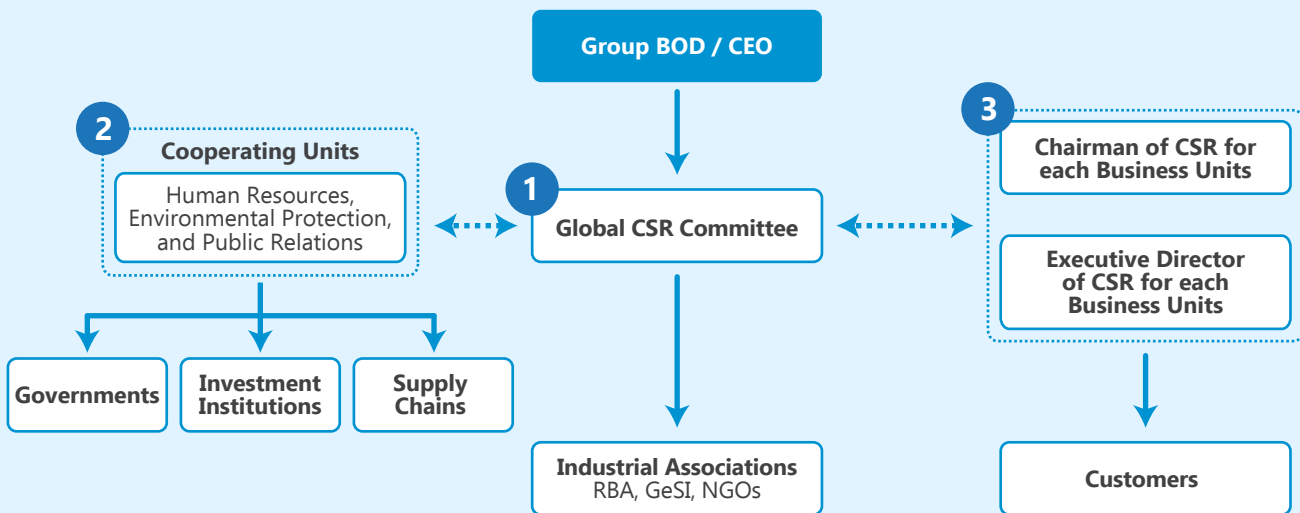 Group BOD / CEO
2
Cooperating Units
Human Resources,
Environmental Protection,
and Public Relations
1
Global CSR Committee
3
Chairman of CSR for
each Business Units
Executive Director
of CSR for each
Business Units
Governments
Investment
Institutions
Supply
Chains
Industrial Associations
RBA, GeSI, NGOs
Customers